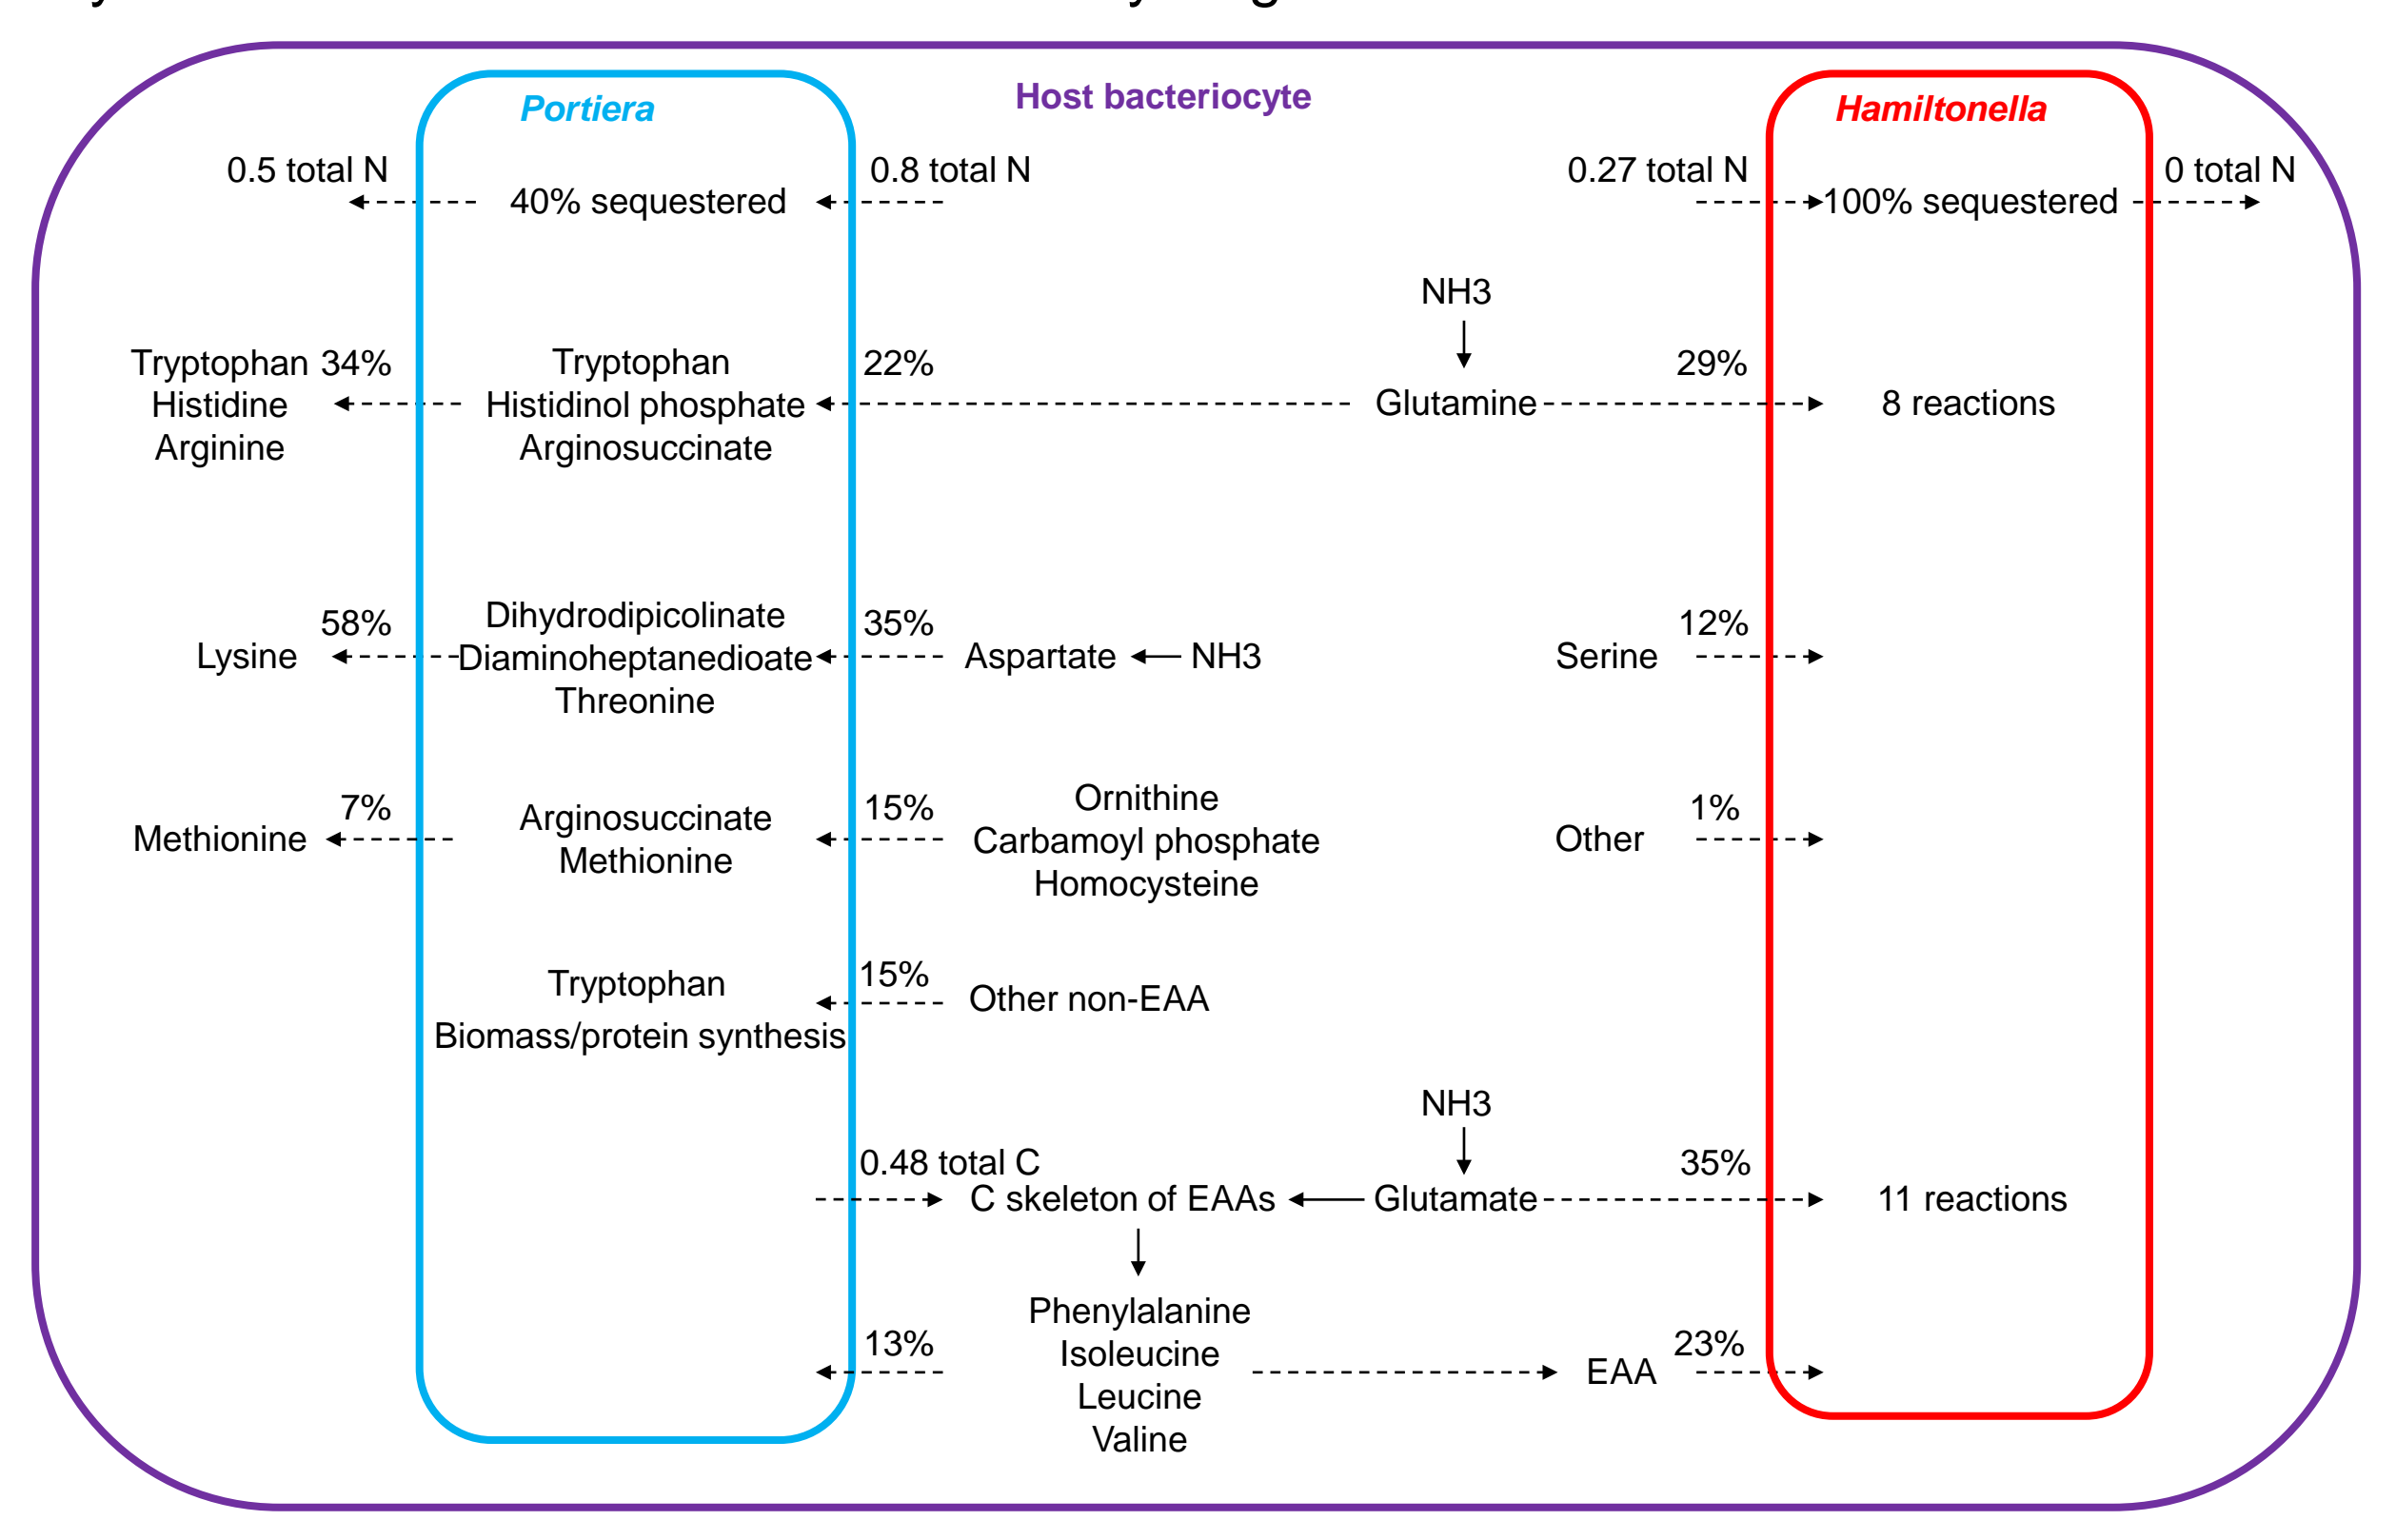 Host bacteriocyte
Portiera
Hamiltonella
0.5 total N
40% sequestered
0.8 total N
0.27 total N
100% sequestered
0 total N
NH3
Tryptophan 34%
Histidine
Arginine
Tryptophan
Histidinol phosphate
Arginosuccinate
22%
Glutamine
29%
8 reactions
58%
Lysine
Dihydrodipicolinate
Diaminoheptanedioate
Threonine
35%
Aspartate
NH3
12%
Serine
7%
Methionine
Arginosuccinate
Methionine
15%
Ornithine
Carbamoyl phosphate
Homocysteine
1%
Other
Tryptophan
Biomass/protein synthesis
15%
Other non-EAA
NH3
0.48 total C
C skeleton of EAAs
Glutamate
35%
11 reactions
13%
Phenylalanine
Isoleucine
Leucine
Valine
EAA
23%